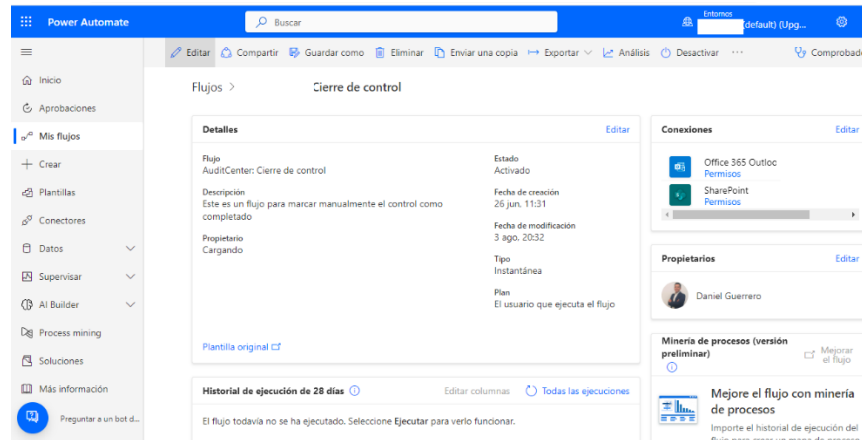 Power Automate
Buscar
Entornos
(default) (Upg...
Editar
Compartir
Guardar como
Eliminar
Enviar una copia
Exportar
Análisis
Desactivar
...
Comprobado
Inicio
Aprobaciones
Mis flujos
Crear
Plantillas
Conectores
Datos
Supervisar
AI Builder
Process mining
Soluciones
Más información
Preguntar a un bot d...
Flujos >
Cierre de control
Detalles
Editar
Flujo
AuditCenter: Cierre de control
Descripción
Este es un flujo para marcar manualmente el control como
completado
Propietario
Cargando
Estado
Activado
Fecha de creación
26 jun, 11:31
Fecha de modificación
3 ago, 20:32
Tipo
Instantánea
Plan
El usuario que ejecuta el flujo
Plantilla original
Historial de ejecución de 28 días
Editar columnas
Todas las ejecuciones
El flujo todavía no se ha ejecutado. Seleccione Ejecutar para verlo funcionar.
Conexiones
Editar
Office 365 Outloc
Permisos
SharePoint
Permisos
Propietarios
Editar
Daniel Guerrero
Minería de procesos (versión
preliminar)
Mejorar
el flujo
Mejore el flujo con minería
de procesos
Importe el historial de ejecución del